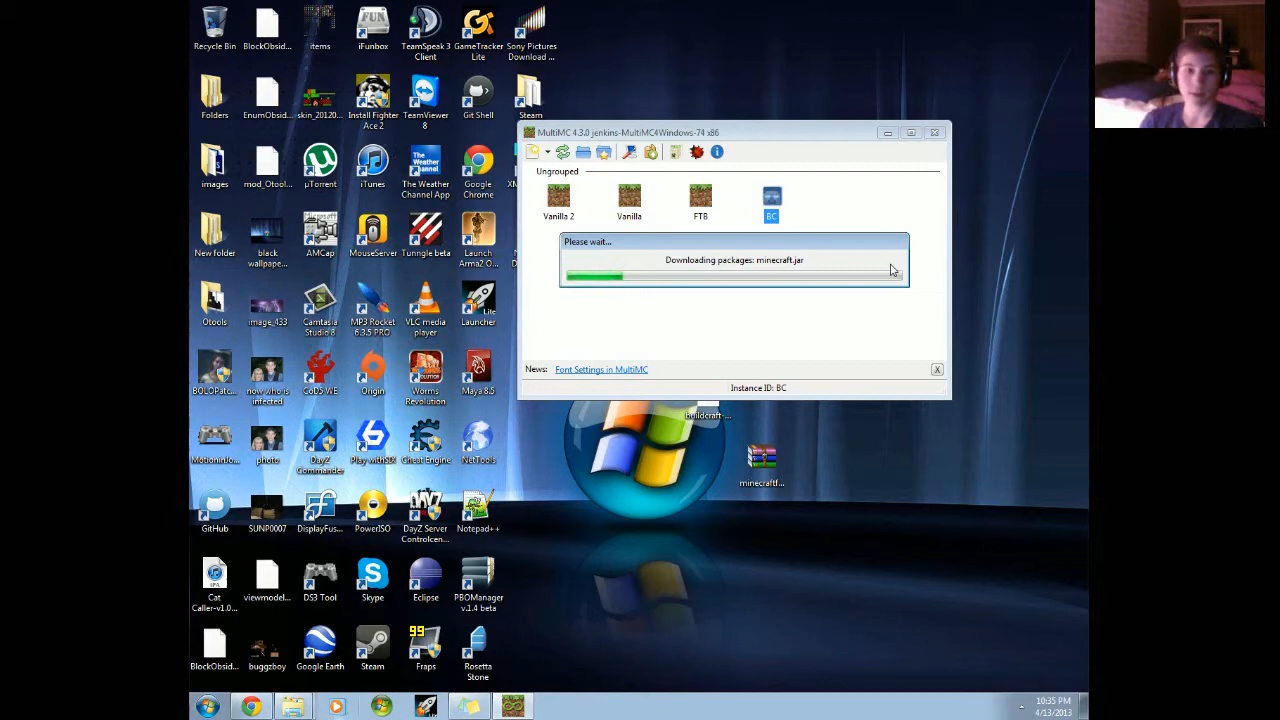 Recycle Bin
BlockObsid...
items
iFunbox
TeamSpeak 3
Client
GameTracker
Lite
Sony Pictures
Download ...
Folders
EnumObsid...
skin_20120...
Install Fighter
Ace 2
TeamViewer
8
Git Shell
Steam
images
mod_Otool...
µTorrent
iTunes
The Weather
Channel App
Google
Chrome
New folder
black
wallpape...
AMCap
MouseServer
Tunngle beta
Launch
Arma2 O...
Otools
image_433
Camtasia
Studio 8
MP3 Rocket
6.3.5 PRO
VLC media
player
Launcher
BOLOPatc...
now who is
infected
CoD5 WE
Origin
Worms
Revolution
Maya 8.5
MotioninJo...
photo
DayZ
Commander
Play withSIX
Cheat Engine
NetTools
GitHub
SUNP0007
DisplayFus...
PowerISO
DayZ Server
Controlcen...
Notepad++
Cat
Caller-v1.0...
viewmodel...
DS3 Tool
Skype
Eclipse
PBOManager
v.1.4 beta
BlockObsid...
buggzboy
Google Earth
Steam
99
Fraps
Rosetta
Stone
MultiMC 4.3.0 jenkins-MultiMC4Windows-74 x86
Ungrouped
Vanilla 2
Vanilla
FTB
BC
Please wait...
Downloading packages: minecraft.jar
News:
Font Settings in MultiMC
X
Instance ID: BC
buildcraft-...
minecraftf...
10:35 PM
4/13/2013